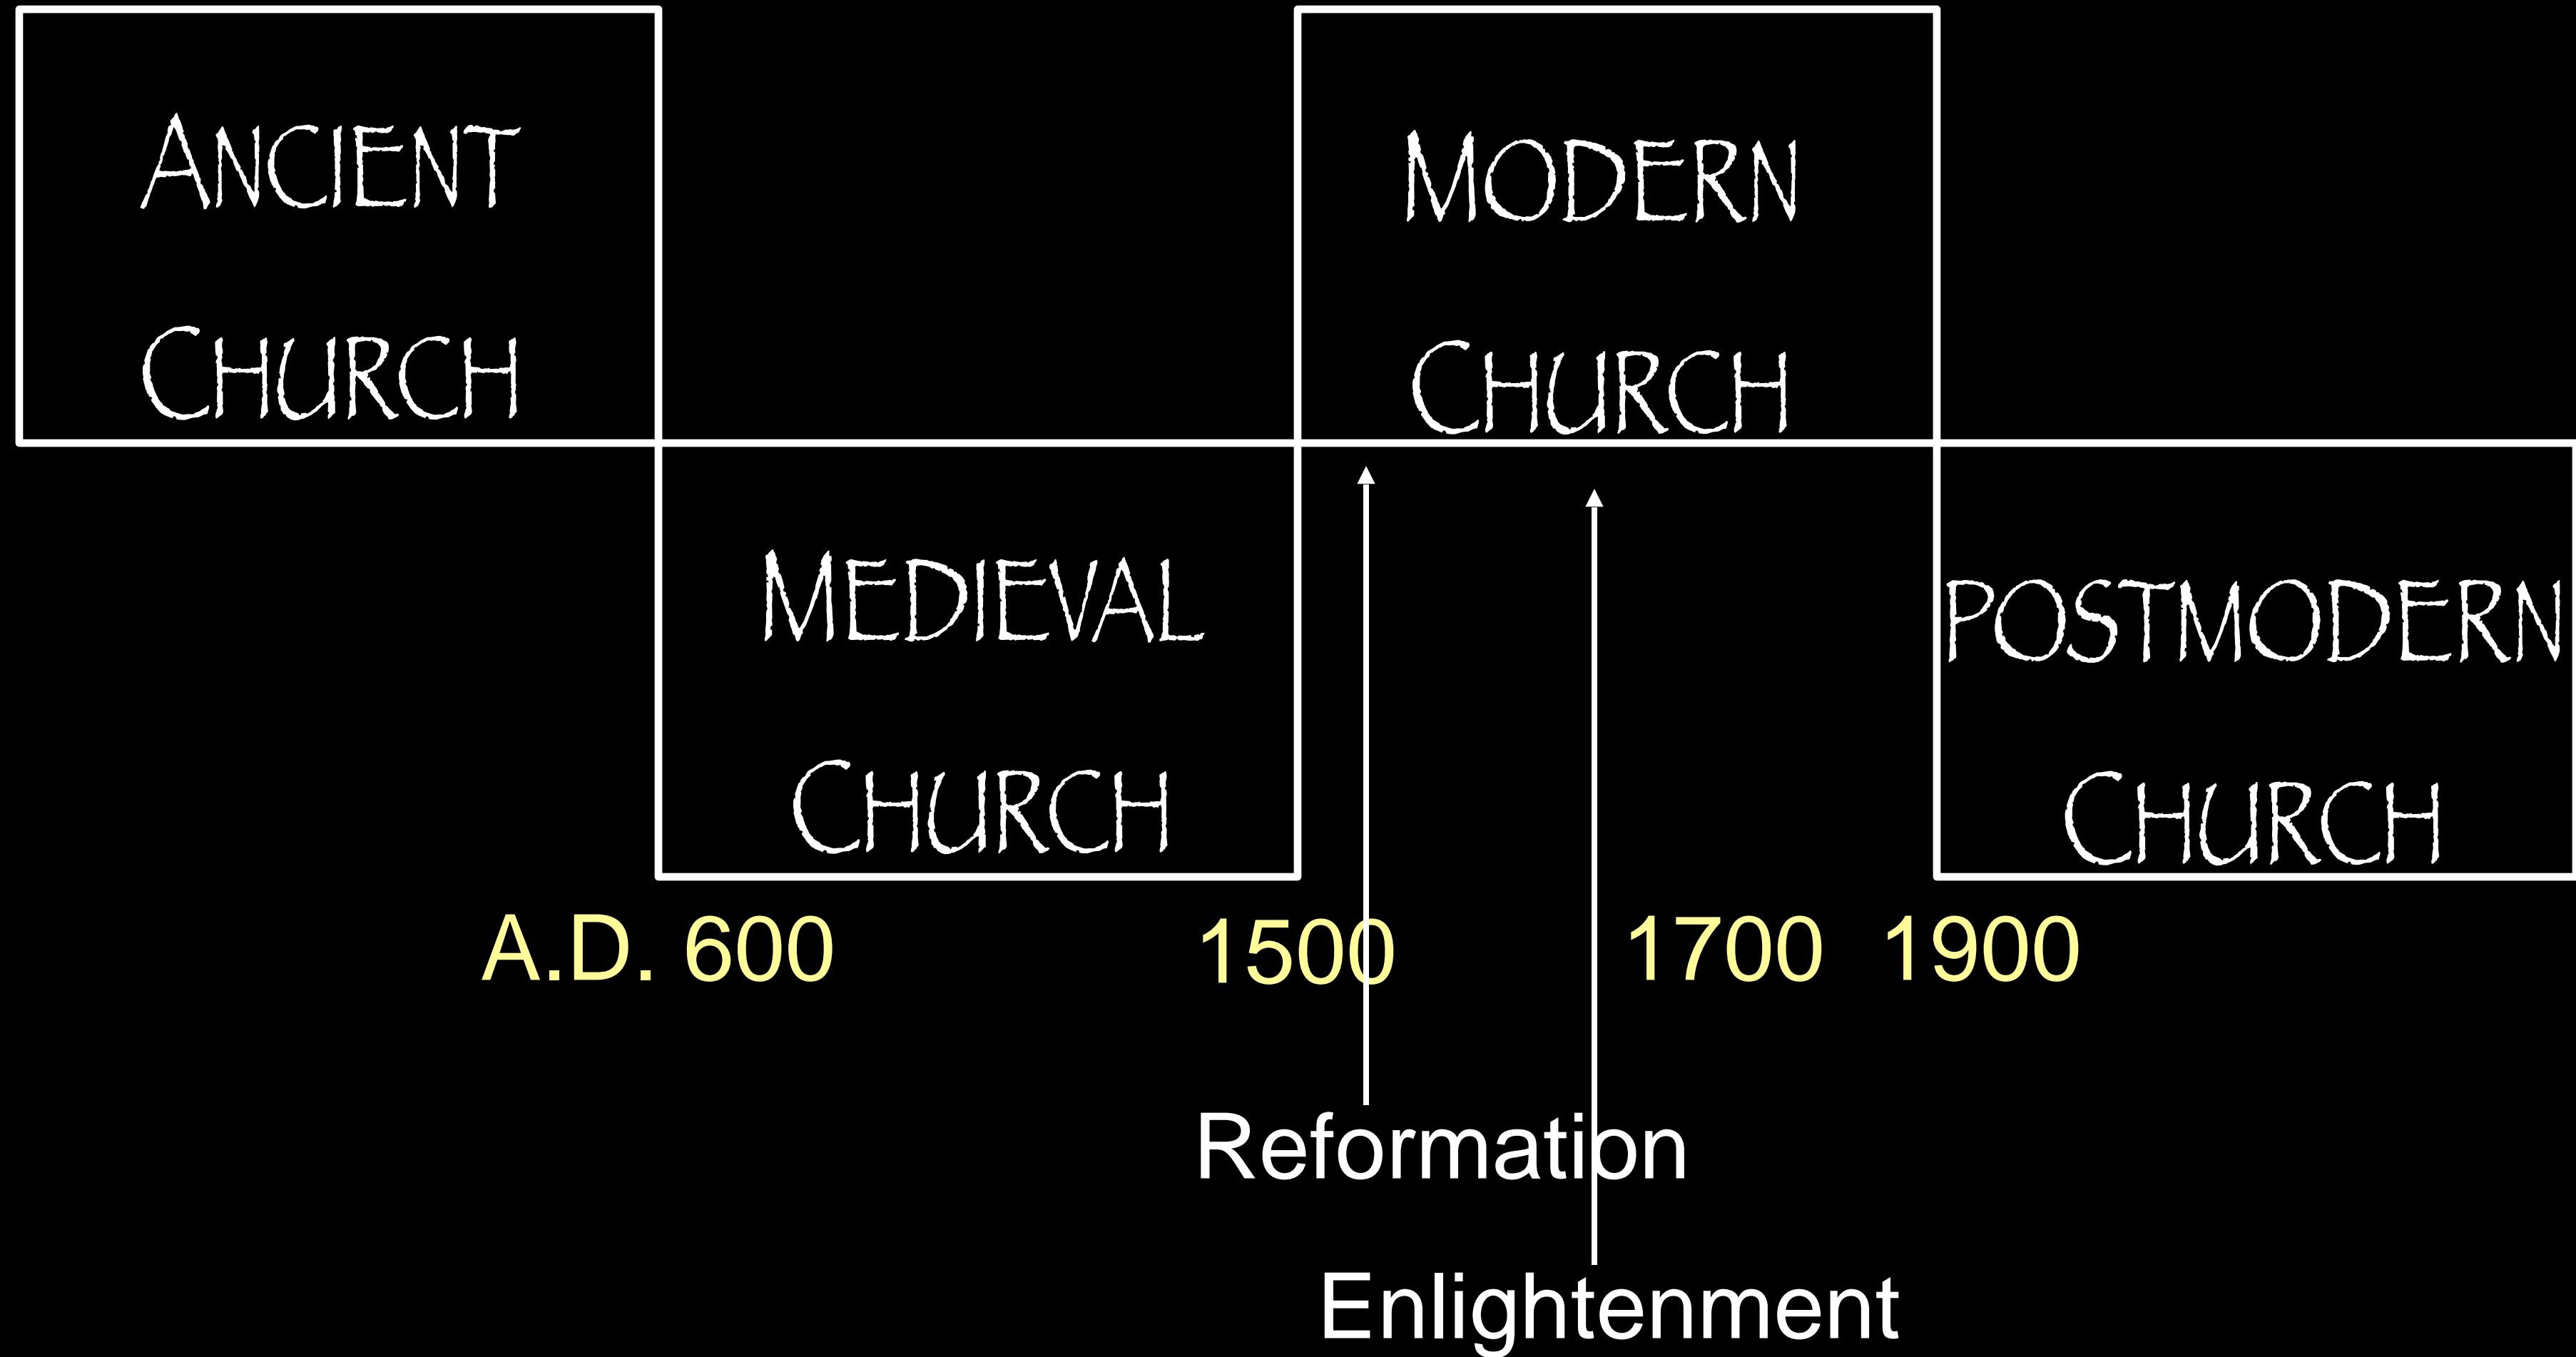 Ancient
Church
Modern
Church
Medieval
Church
Postmodern
Church
A.D. 600
1500
1700
1900
Reformation
Enlightenment